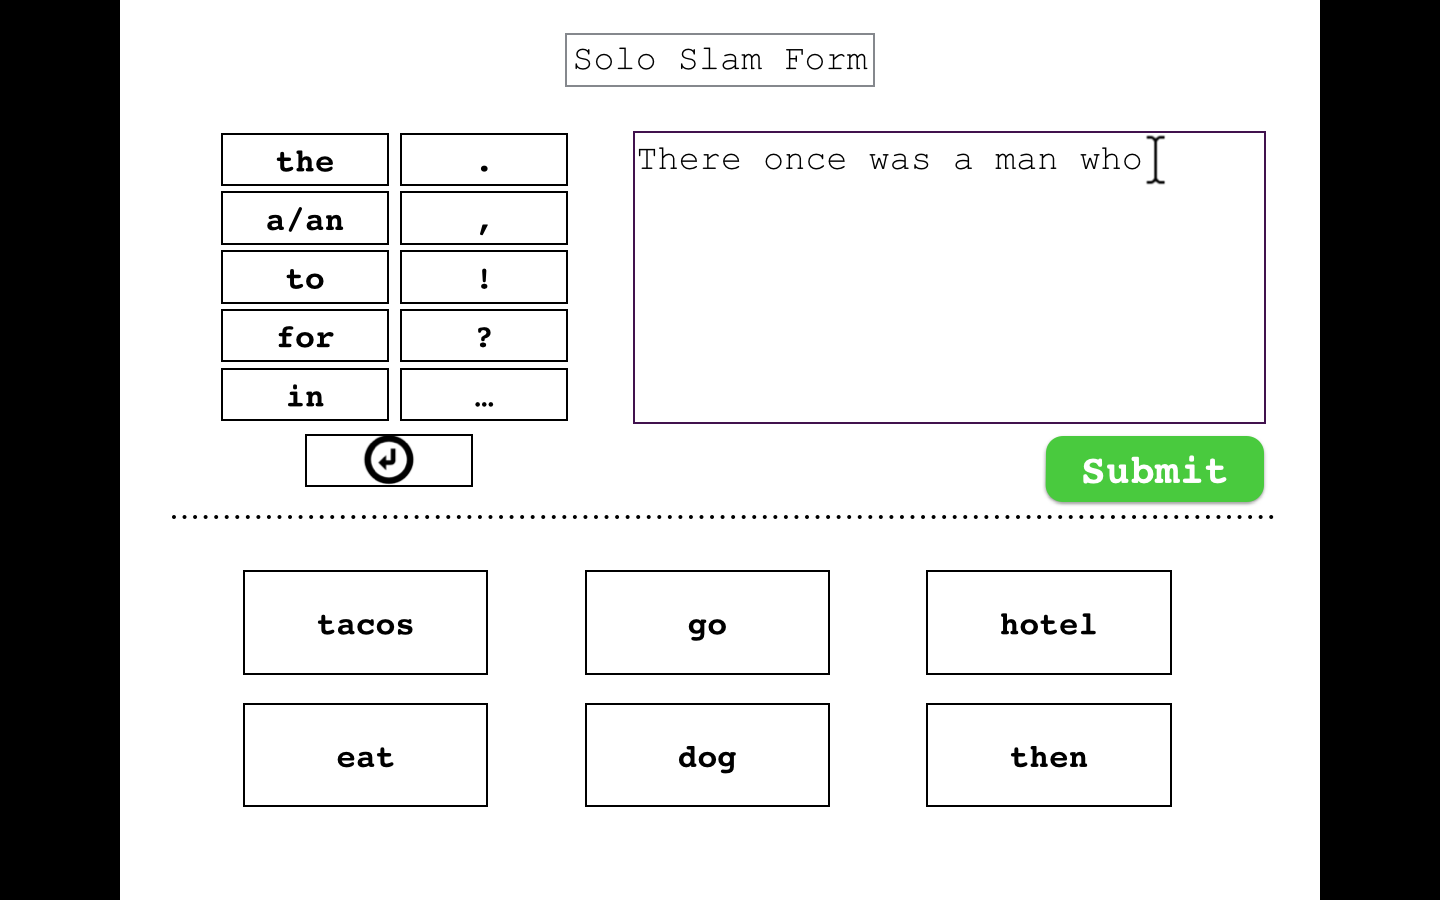 Solo Slam Form
the .
a/an ,
to !
for ?
in …
There once was a man who
Submit
tacos go hotel
eat dog then